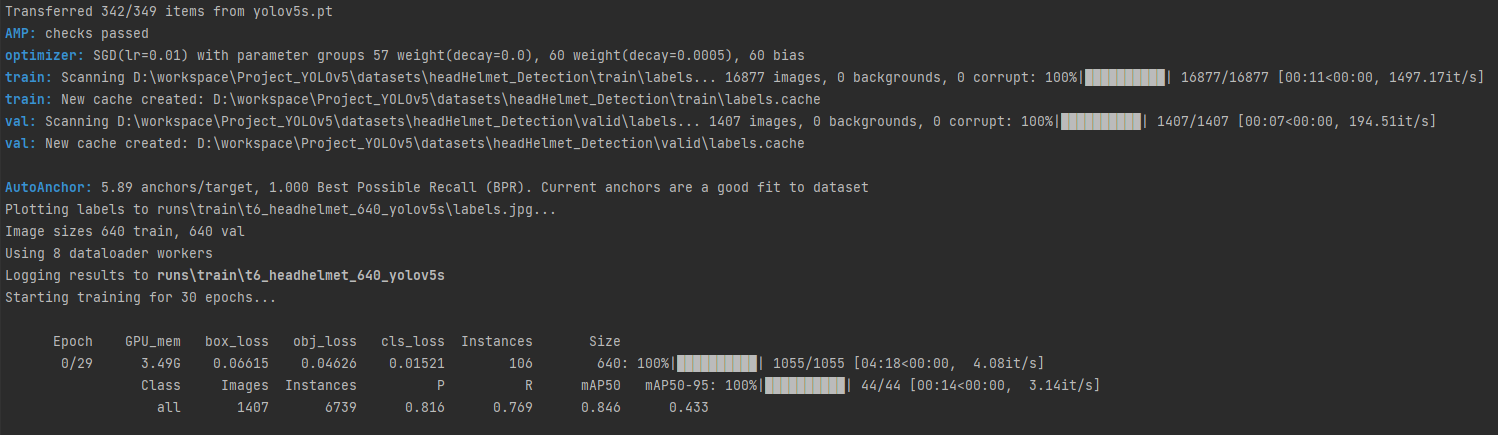 Transferred 342/349 items from yolov5s.pt
AMP: checks passed
optimizer: SGD(lr=0.01) with parameter groups 57 weight(decay=0.0), 60 weight(decay=0.0005), 60 bias
train: Scanning D:\workspace\Project_YOLOv5\datasets\headHelmet_Detection\train\labels... 16877 images, 0 backgrounds, 0 corrupt: 100%|██████████| 16877/16877 [00:11<00:00, 1497.17it/s]
train: New cache created: D:\workspace\Project_YOLOv5\datasets\headHelmet_Detection\train\labels.cache
val: Scanning D:\workspace\Project_YOLOv5\datasets\headHelmet_Detection\valid\labels... 1407 images, 0 backgrounds, 0 corrupt: 100%|██████████| 1407/1407 [00:07<00:00, 194.51it/s]
val: New cache created: D:\workspace\Project_YOLOv5\datasets\headHelmet_Detection\valid\labels.cache
AutoAnchor: 5.89 anchors/target, 1.000 Best Possible Recall (BPR). Current anchors are a good fit to dataset
Plotting labels to runs\train\t6_headhelmet_640_yolov5s\labels.jpg...
Image sizes 640 train, 640 val
Using 8 dataloader workers
Logging results to runs\train\t6_headhelmet_640_yolov5s
Starting training for 30 epochs...
Epoch GPU_mem box_loss obj_loss cls_loss Instances Size
0/29 3.49G 0.06615 0.04626 0.01521 106 640: 100%|██████████| 1055/1055 [04:18<00:00, 4.08it/s]
Class Images Instances P R mAP50 mAP50-95: 100%|██████████| 44/44 [00:14<00:00, 3.14it/s]
all 1407 6739 0.816 0.769 0.846 0.433